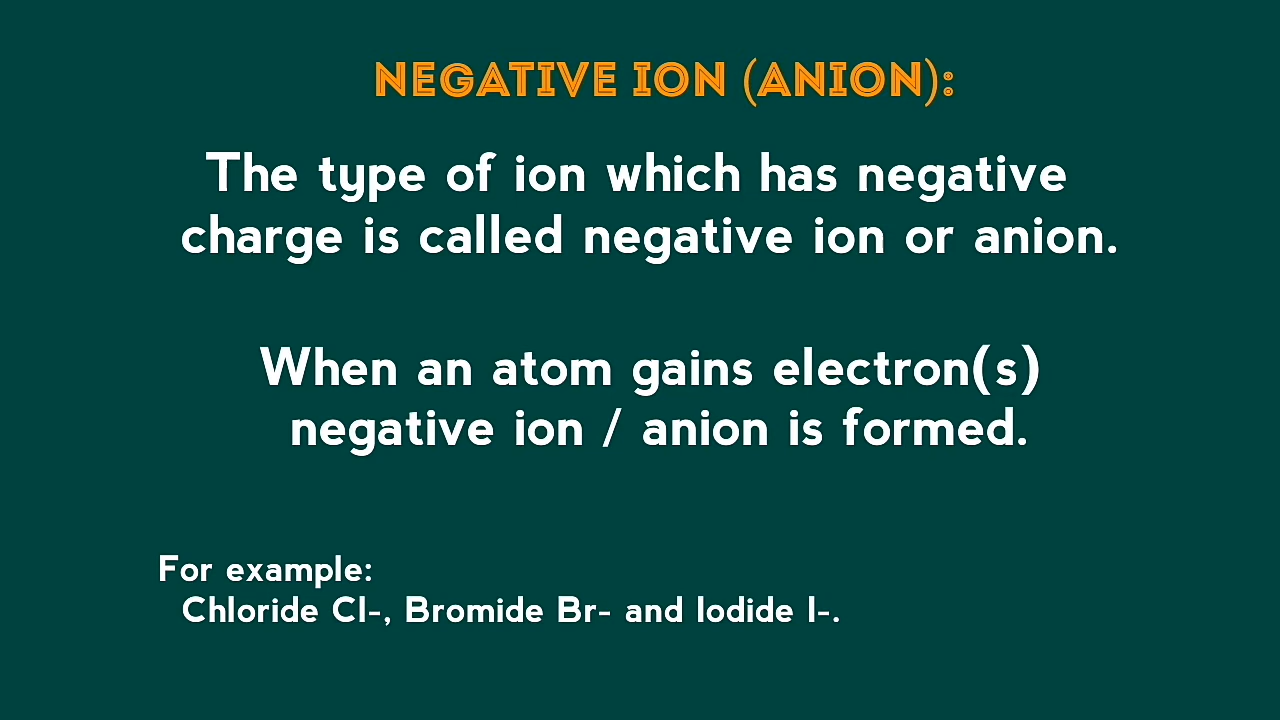 NEGATIVE ION (ANION):
The type of ion which has negative
charge is called negative ion or anion.
When an atom gains electron(s)
negative ion / anion is formed.
For example:
Chloride Cl-, Bromide Br- and Iodide I-.